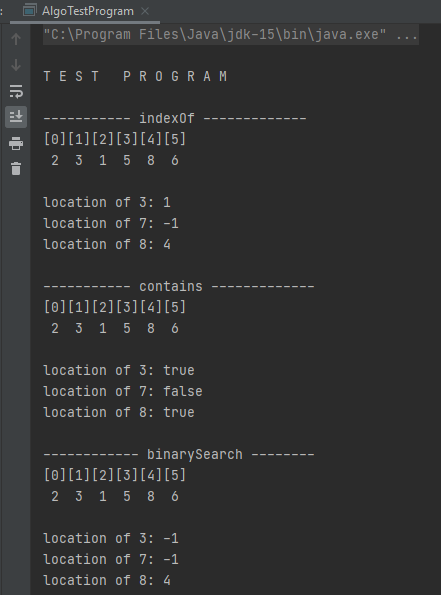 AlgoTestProgram
"C:\Program Files\Java\jdk-15\bin\java.exe" ...
T E S T   P R O G R A M
----------- indexOf -------------
[0][1][2][3][4][5]
 2  3  1  5  8  6
location of 3: 1
location of 7: -1
location of 8: 4
----------- contains -------------
[0][1][2][3][4][5]
 2  3  1  5  8  6
location of 3: true
location of 7: false
location of 8: true
------------ binarySearch --------
[0][1][2][3][4][5]
 2  3  1  5  8  6
location of 3: -1
location of 7: -1
location of 8: 4